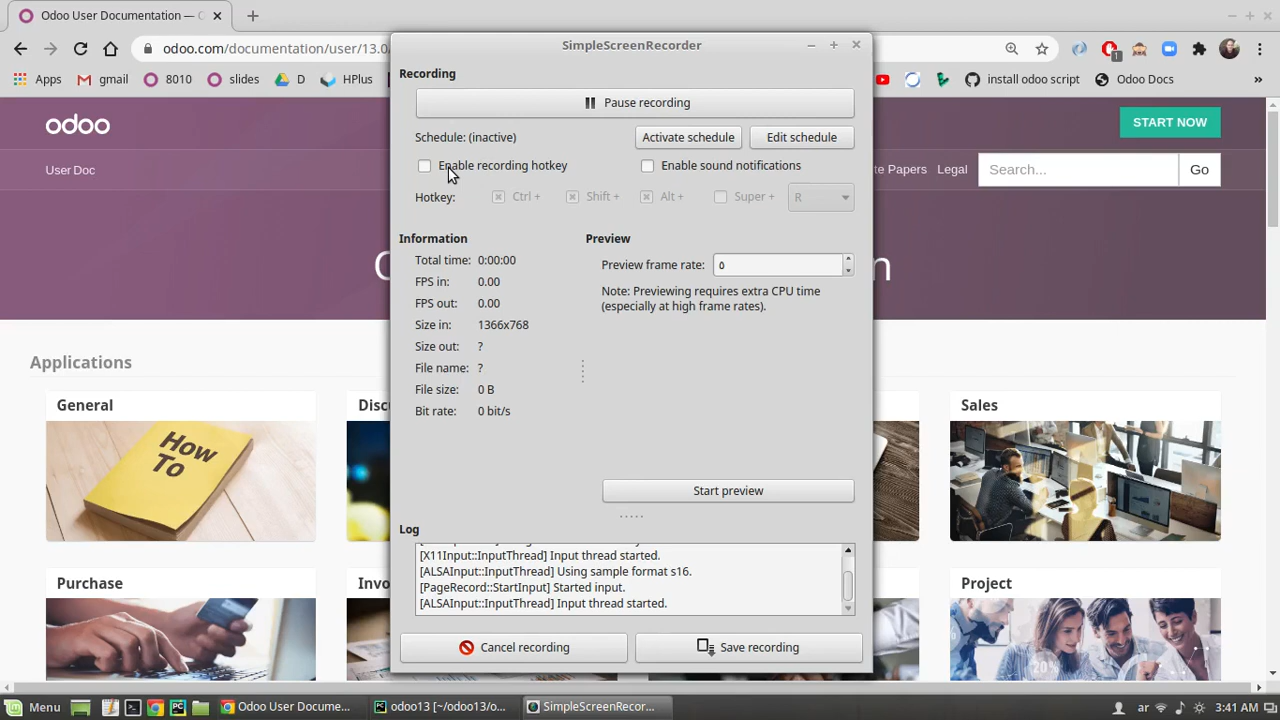 Odoo User Documentation —
SimpleScreenRecorder
odoo.com/documentation/user/13.0/
Apps
gmail
8010
slides
D
HPlus
1
install odoo script
Odoo Docs
»
Recording
Pause recording
odoo
START NOW
Schedule: (inactive)
Activate schedule
Edit schedule
Enable recording hotkey
Enable sound notifications
User Doc
Legal
Search...
Go
Hotkey:
Ctrl +
Shift +
Alt +
Super +
R
Information
Preview
Total time: 0:00:00
Preview frame rate: 0
FPS in: 0.00
Note: Previewing requires extra CPU time
(especially at high frame rates).
FPS out: 0.00
Size in: 1366x768
Size out: ?
File name: ?
File size: 0 B
Bit rate: 0 bit/s
Applications
General
Sales
How
To
Start preview
Log
[X11Input::InputThread] Input thread started.
[ALSAInput::InputThread] Using sample format s16.
[PageRecord::StartInput] Started input.
[ALSAInput::InputThread] Input thread started.
Purchase
Project
20%
Cancel recording
Save recording
Menu
Odoo User Docume...
odoo13 [~/odoo13/o...
SimpleScreenRecor...
ar
3:41 AM